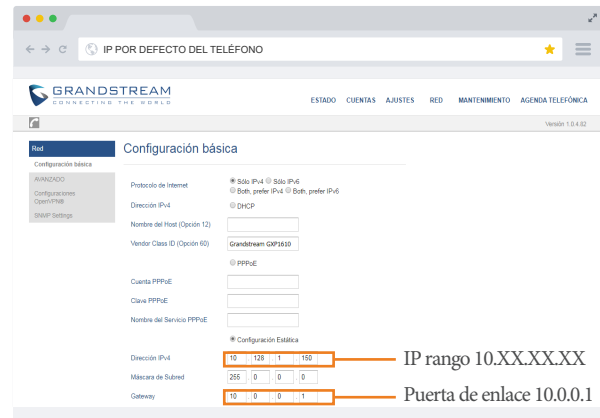 IP POR DEFECTO DEL TELÉFONO
GRANDSTREAM
CONNECTING THE WORLD
ESTADO CUENTAS AJUSTES RED MANTENIMIENTO AGENDA TELEFÓNICA
Versión 1.0.4.82
Red
Configuración básica
AVANZADO
Configuraciones
OpenVPN®
SNMP Settings
Configuración básica
Protocolo de Internet Sólo IPv4 Sólo IPv6
Both, prefer IPv4 Both, prefer IPv6
Dirección IPv4 DHCP
Nombre del Host (Opción 12)
Vendor Class ID (Opción 60) Grandstream GXP1610
PPPoE
Cuenta PPPoE
Clave PPPoE
Nombre del Servicio PPPoE
Configuración Estática
Dirección IPv4 10 . 128 . 1 . 150 IP rango 10.XX.XX.XX
Máscara de Subred 255 . 0 . 0 . 0
Gateway 10 . 0 . 0 . 1 Puerta de enlace 10.0.0.1